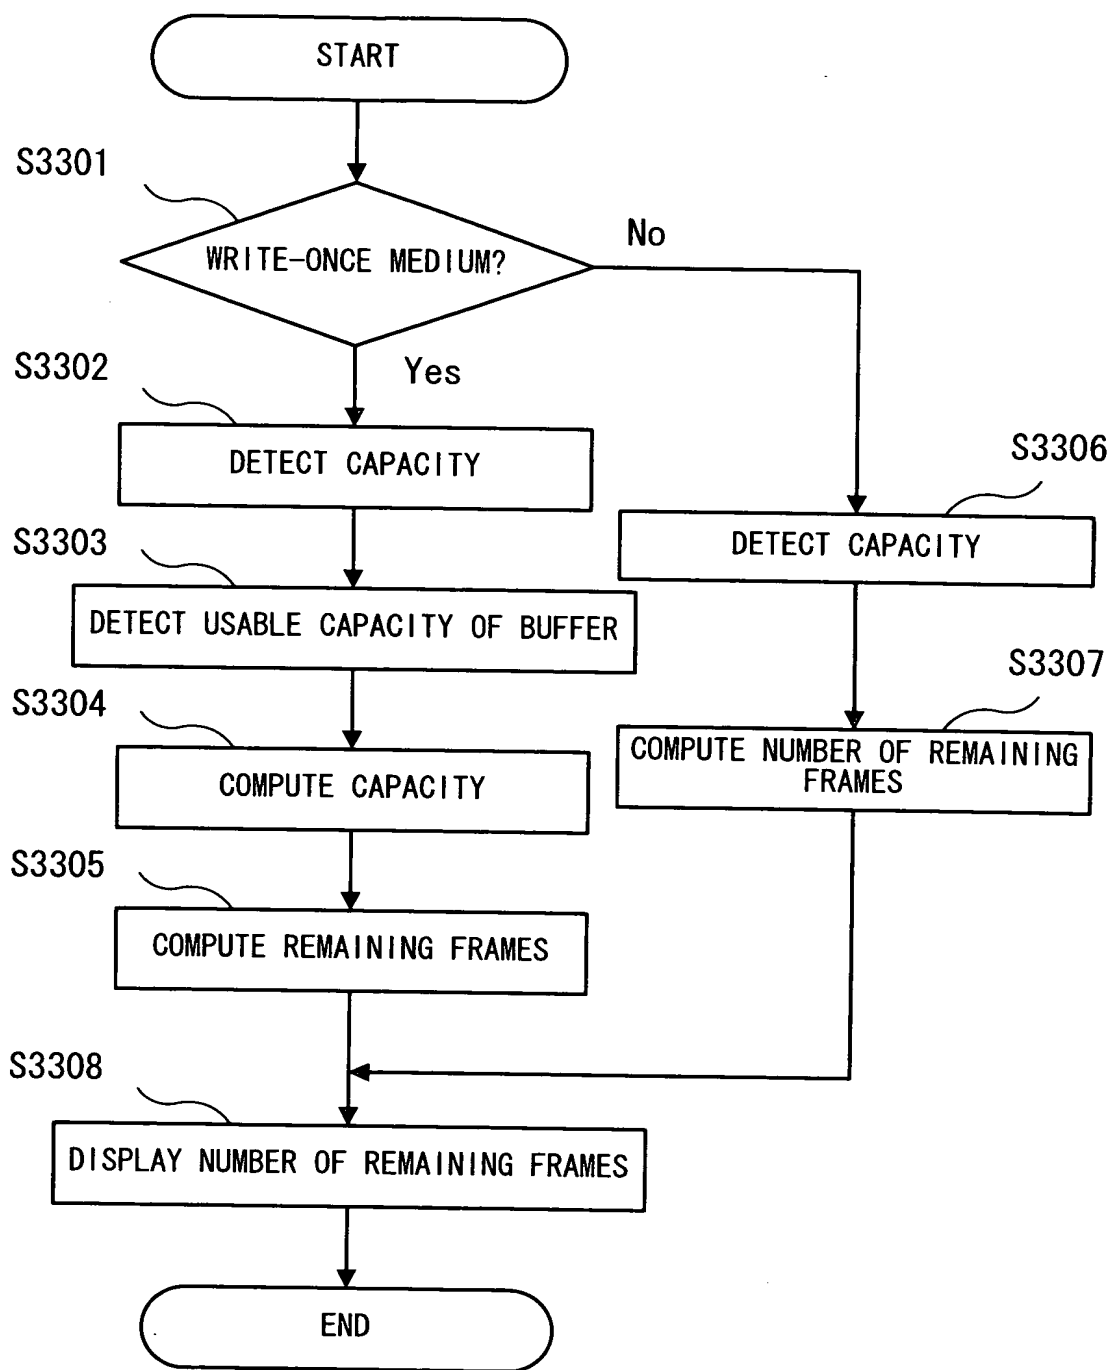 START
S3301
WRITE-ONCE MEDIUM?
No
Yes
S3302
DETECT CAPACITY
S3303
DETECT USABLE CAPACITY OF BUFFER
S3304
COMPUTE CAPACITY
S3305
COMPUTE REMAINING FRAMES
S3306
DETECT CAPACITY
S3307
COMPUTE NUMBER OF REMAINING
FRAMES
S3308
DISPLAY NUMBER OF REMAINING FRAMES
END